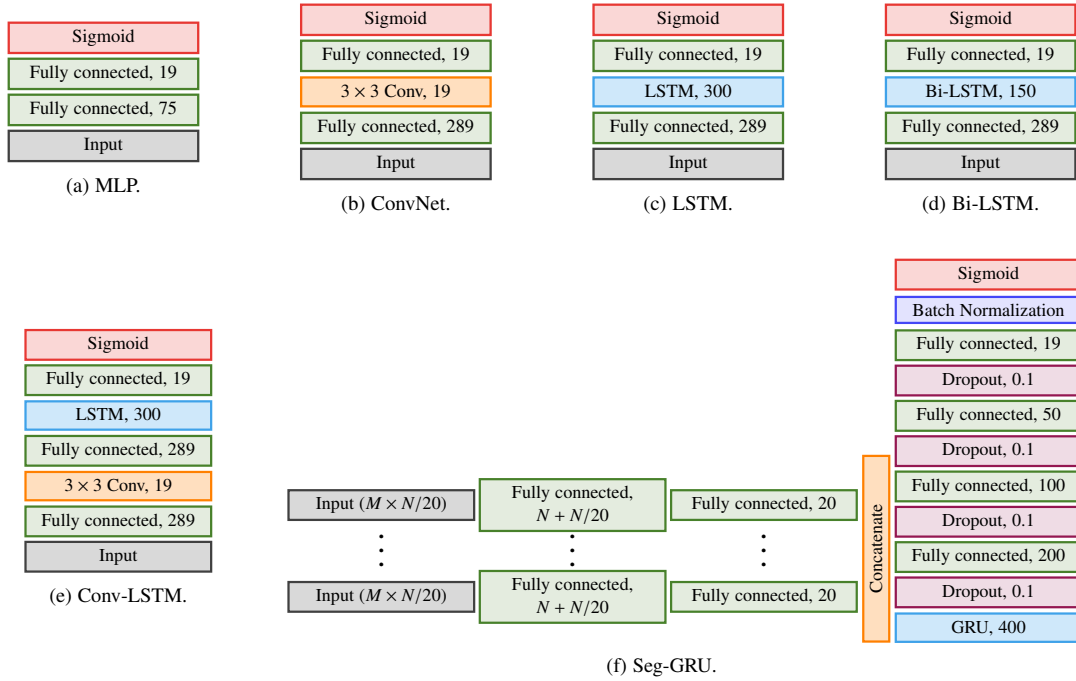 Sigmoid
Fully connected, 19
Fully connected, 75
Input
(a) MLP.
Sigmoid
Fully connected, 19
3 × 3 Conv, 19
Fully connected, 289
Input
(b) ConvNet.
Sigmoid
Fully connected, 19
LSTM, 300
Fully connected, 289
Input
(c) LSTM.
Sigmoid
Fully connected, 19
Bi-LSTM, 150
Fully connected, 289
Input
(d) Bi-LSTM.
Sigmoid
Fully connected, 19
LSTM, 300
Fully connected, 289
3 × 3 Conv, 19
Fully connected, 289
Input
(e) Conv-LSTM.
Input (M × N/20)
Fully connected,
N + N/20
Fully connected, 20
Input (M × N/20)
Fully connected,
N + N/20
Fully connected, 20
Concatenate
Sigmoid
Batch Normalization
Fully connected, 19
Dropout, 0.1
Fully connected, 50
Dropout, 0.1
Fully connected, 100
Dropout, 0.1
Fully connected, 200
Dropout, 0.1
GRU, 400
(f) Seg-GRU.